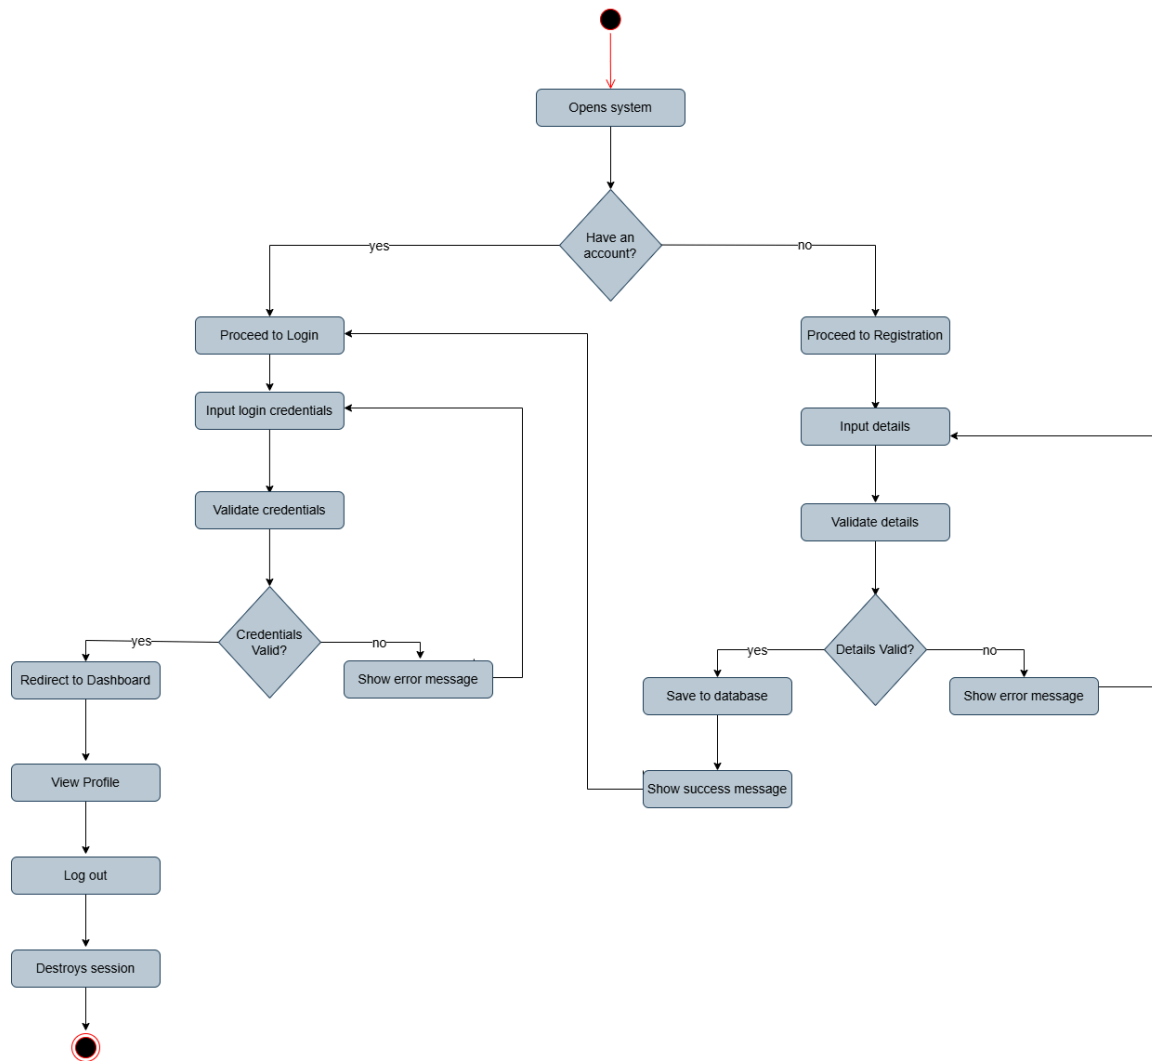 Opens system
Have an
account?
yes
no
Proceed to Login
Proceed to Registration
Input login credentials
Input details
Validate credentials
Validate details
Credentials
Valid?
yes
no
Details Valid?
yes
no
Redirect to Dashboard
Show error message
Save to database
Show error message
View Profile
Show success message
Log out
Destroys session